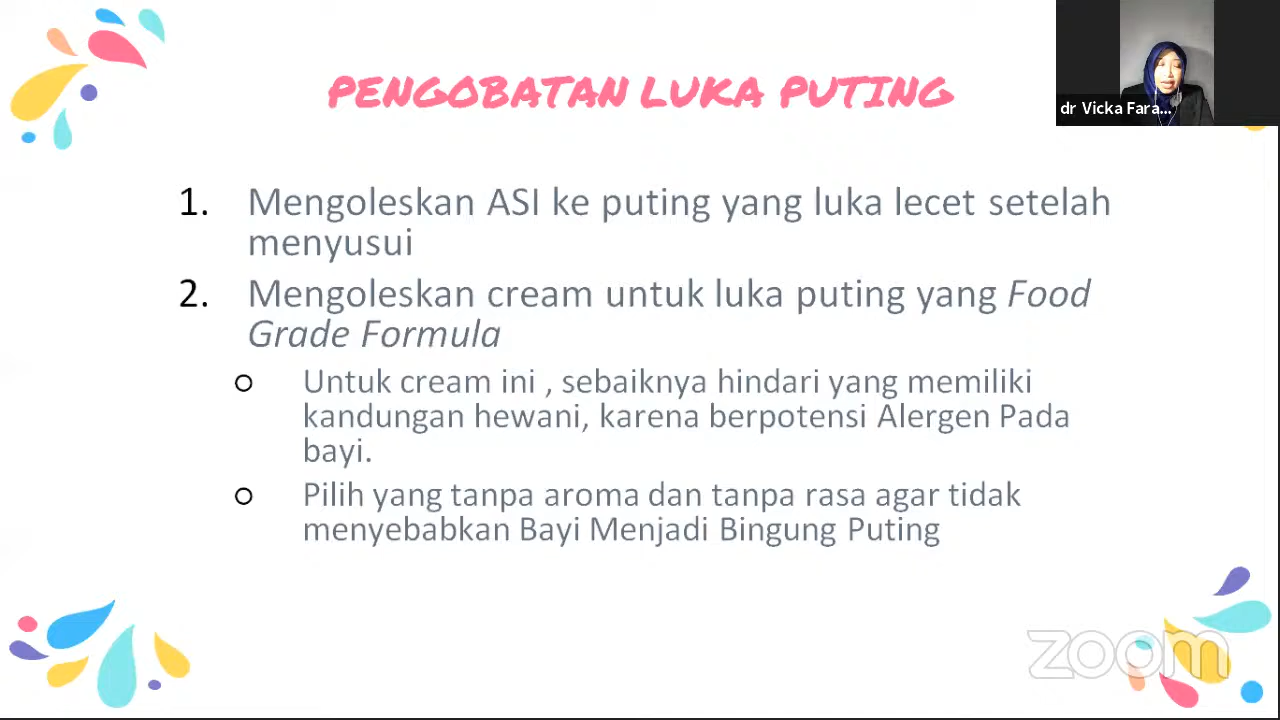 PENGOBATAN LUKA PUTING
dr Vicka Fara...
1. Mengoleskan ASI ke puting yang luka lecet setelah
menyusui
2. Mengoleskan cream untuk luka puting yang Food
Grade Formula
Untuk cream ini , sebaiknya hindari yang memiliki
kandungan hewani, karena berpotensi Alergen Pada
bayi.
Pilih yang tanpa aroma dan tanpa rasa agar tidak
menyebabkan Bayi Menjadi Bingung Puting
zoom